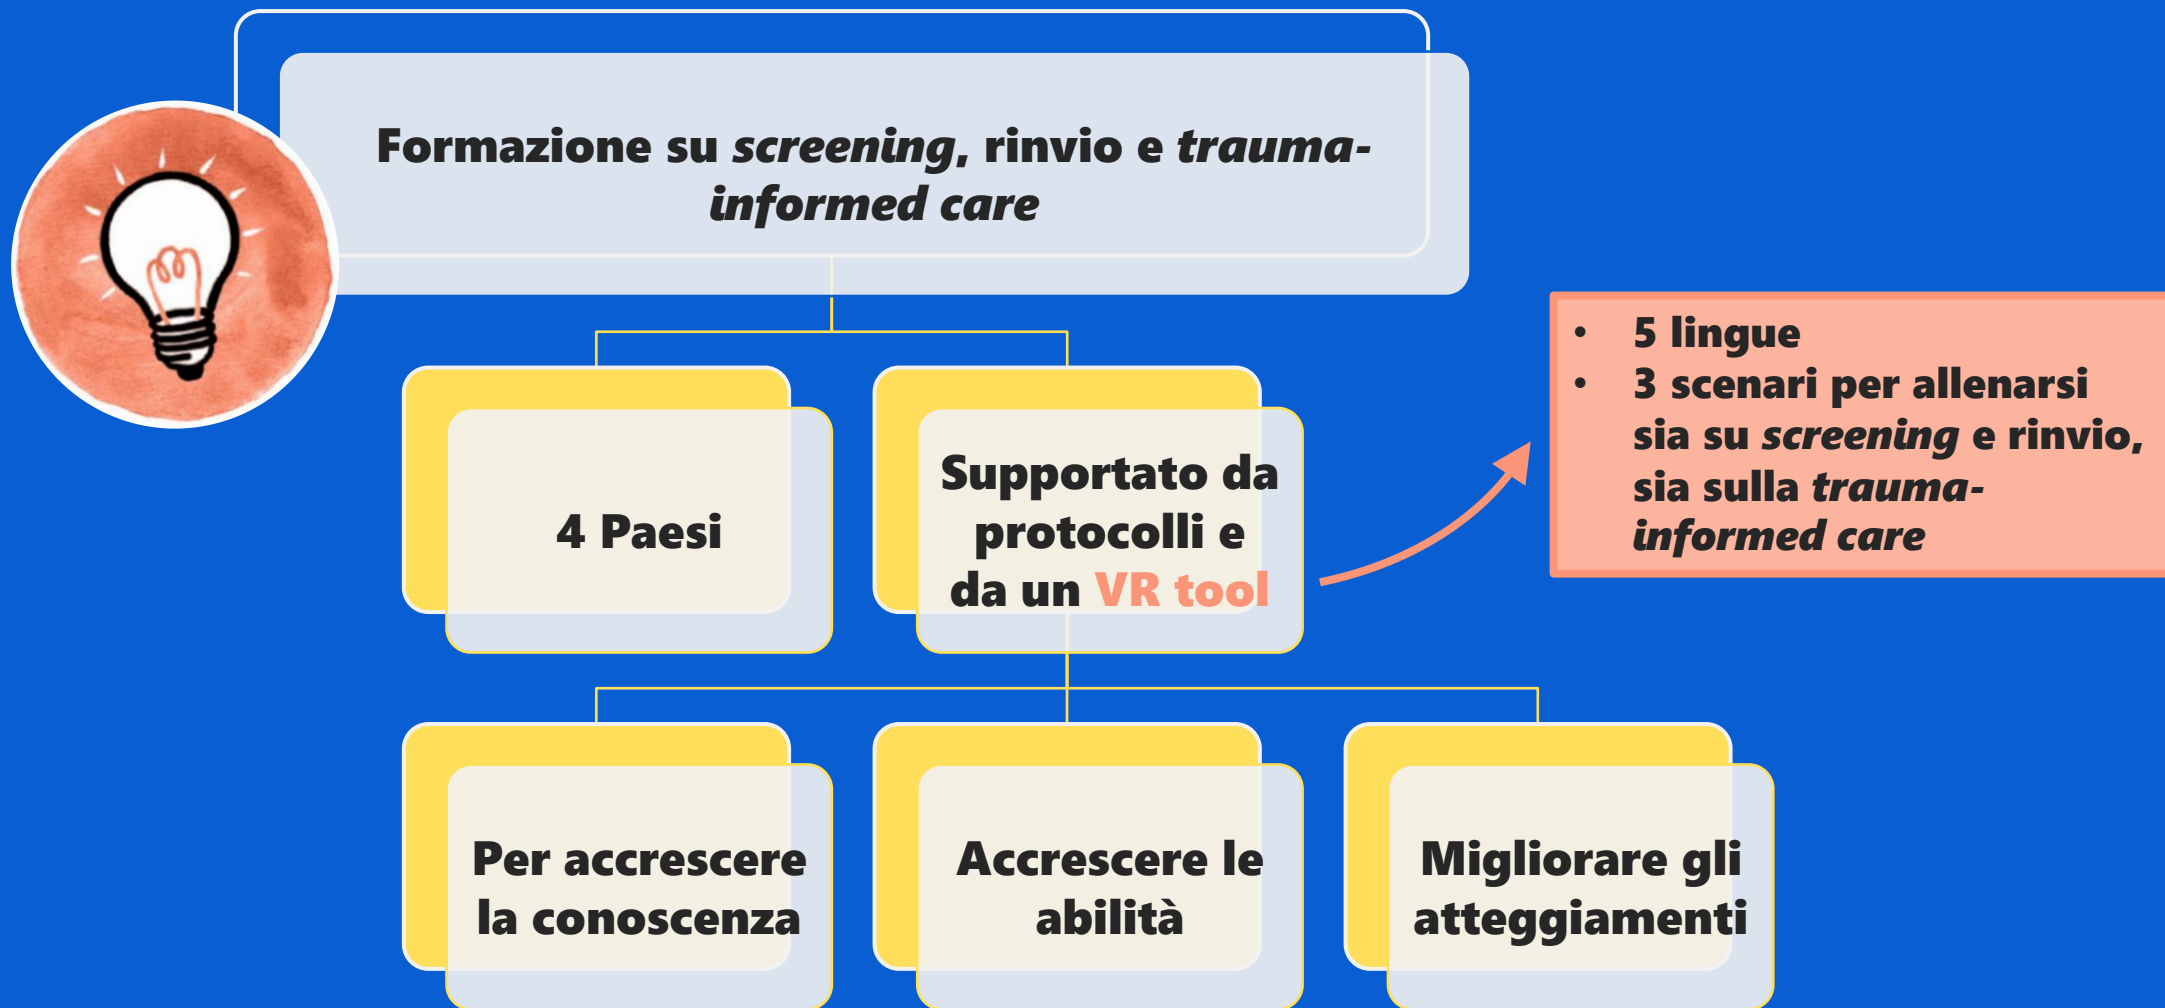 Formazione su screening, rinvio e trauma-
informed care
• 5 lingue
• 3 scenari per allenarsi
sia su screening e rinvio,
sia sulla trauma-
informed care
4 Paesi
Supportato da
protocolli e
da un VR tool
Per accrescere
la conoscenza
Accrescere le
abilità
Migliorare gli
atteggiamenti